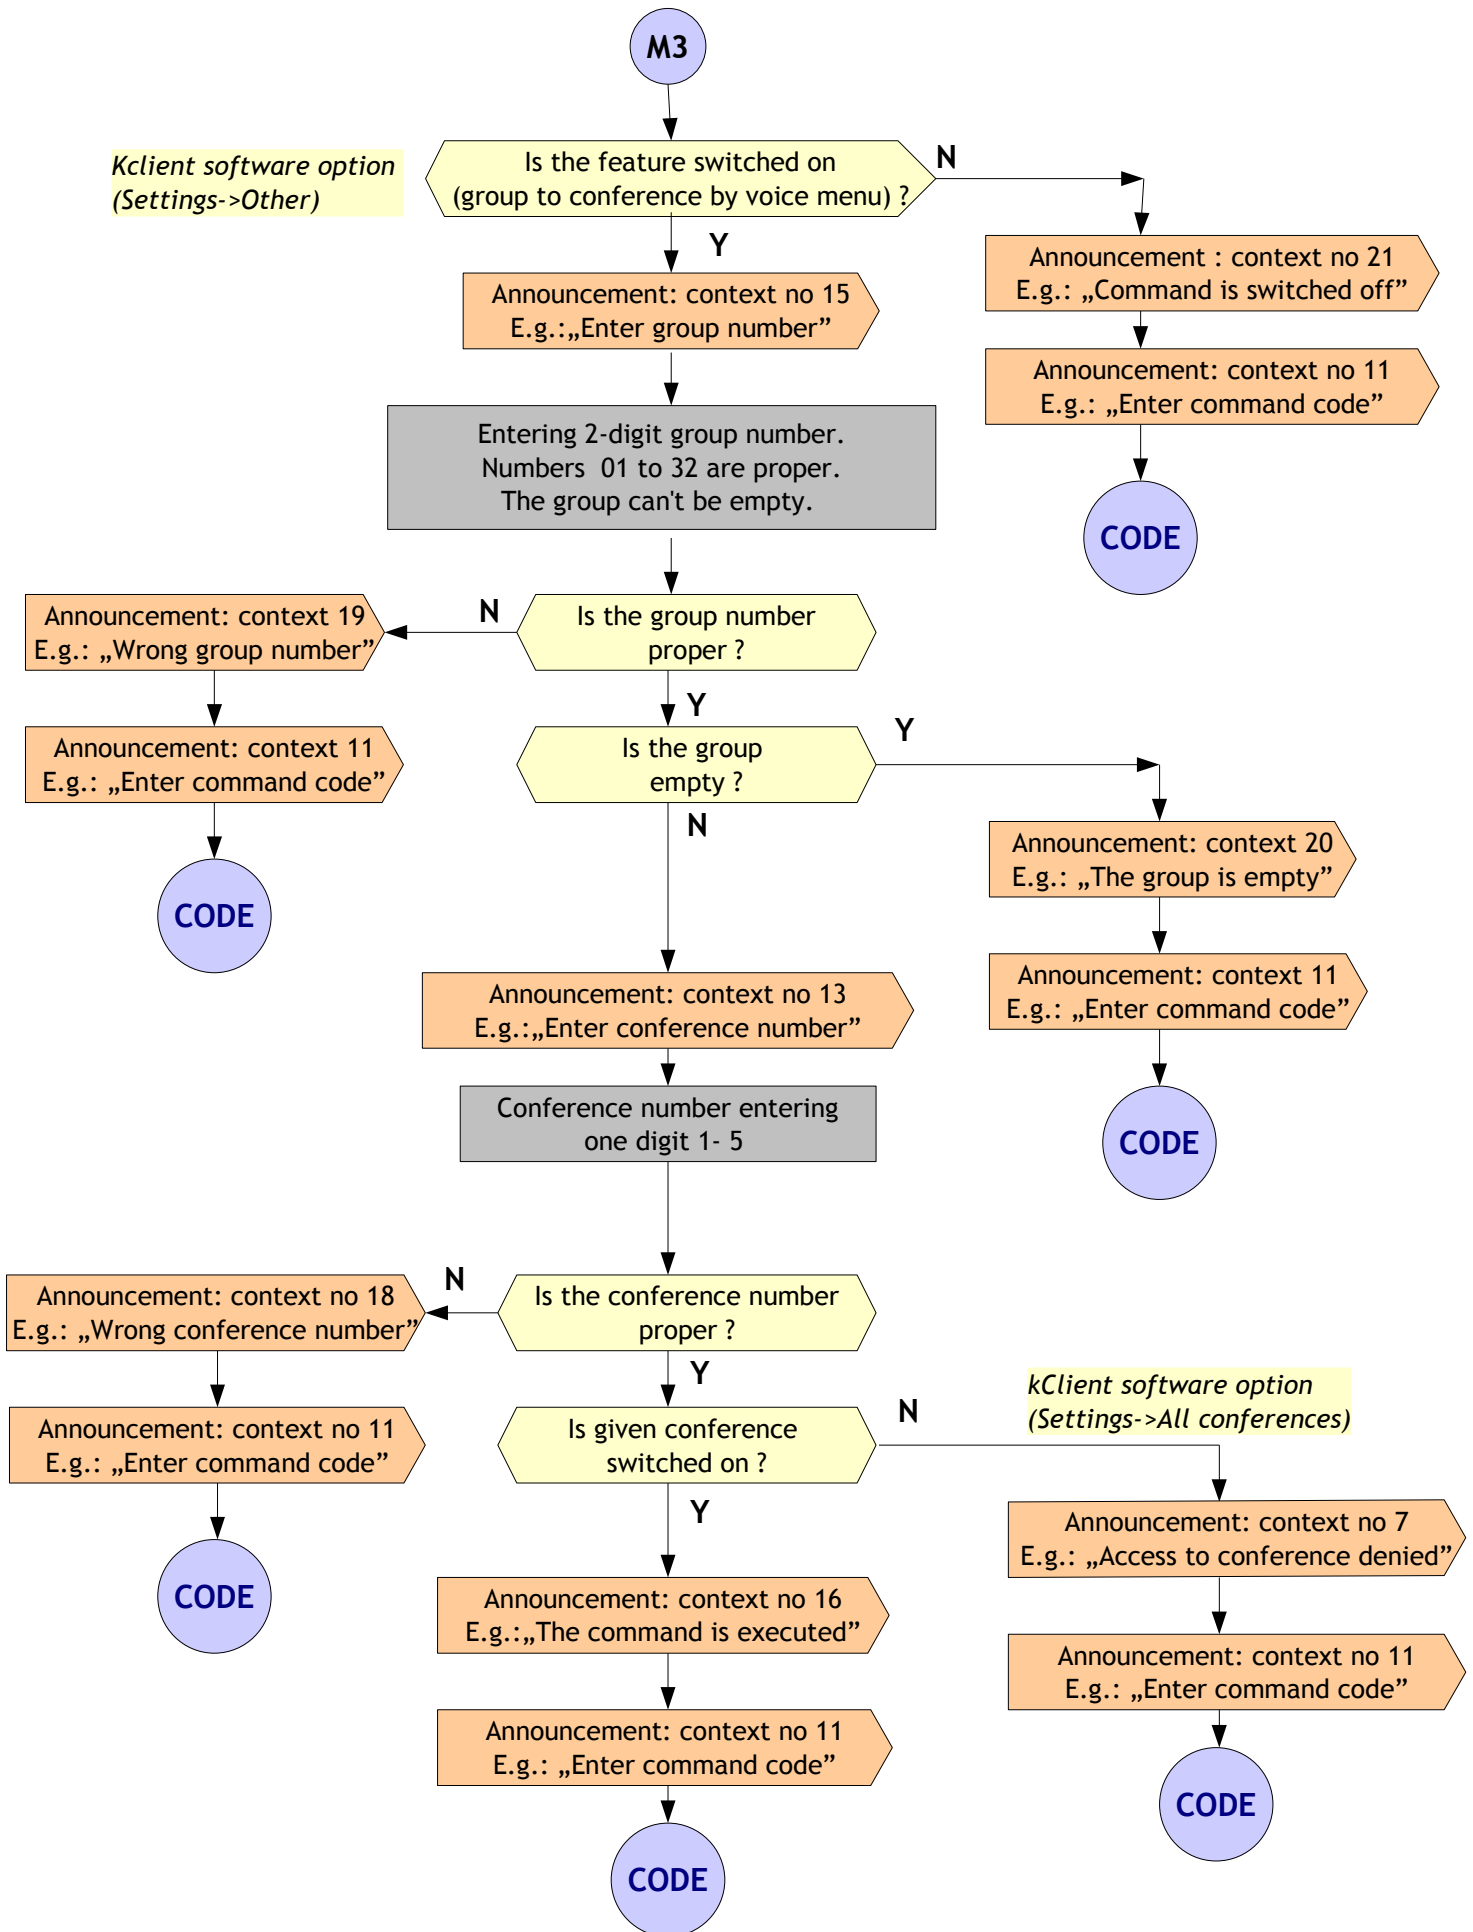 M3
Kclient software option
(Settings->Other)
Is the feature switched on
(group to conference by voice menu) ?
N
Y
Announcement : context no 21
E.g.: „Command is switched off”
Announcement: context no 15
E.g.:„Enter group number”
Announcement: context no 11
E.g.: „Enter command code”
Entering 2-digit group number.
Numbers  01 to 32 are proper.
The group can't be empty.
CODE
Announcement: context 19
E.g.: „Wrong group number”
N
Is the group number
proper ?
Y
Announcement: context 11
E.g.: „Enter command code”
Is the group
empty ?
Y
N
Announcement: context 20
E.g.: „The group is empty”
CODE
Announcement: context no 13
E.g.:„Enter conference number”
Announcement: context 11
E.g.: „Enter command code”
Conference number entering
one digit 1- 5
CODE
Announcement: context no 18
E.g.: „Wrong conference number”
N
Is the conference number
proper ?
Y
kClient software option
(Settings->All conferences)
Announcement: context no 11
E.g.: „Enter command code”
Is given conference
switched on ?
N
Y
Announcement: context no 7
E.g.: „Access to conference denied”
CODE
Announcement: context no 16
E.g.:„The command is executed”
Announcement: context no 11
E.g.: „Enter command code”
Announcement: context no 11
E.g.: „Enter command code”
CODE
CODE